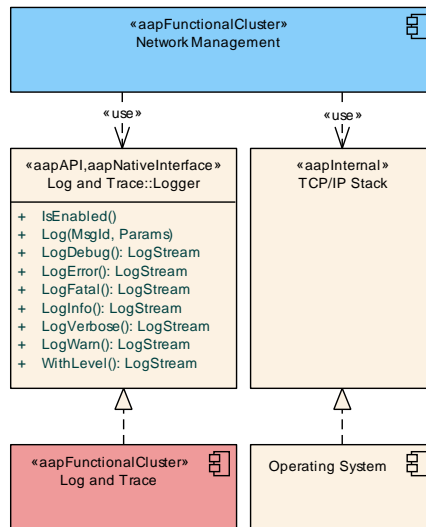 «aapFunctionalCluster»
Network Management
«use»
«use»
«aapAPI,aapNativeInterface»
Log and Trace::Logger
+ IsEnabled()
+ Log(MsgId, Params)
+ LogDebug(): LogStream
+ LogError(): LogStream
+ LogFatal(): LogStream
+ LogInfo(): LogStream
+ LogVerbose(): LogStream
+ LogWarn(): LogStream
+ WithLevel(): LogStream
«aapInternal»
TCP/IP Stack
«aapFunctionalCluster»
Log and Trace
Operating System